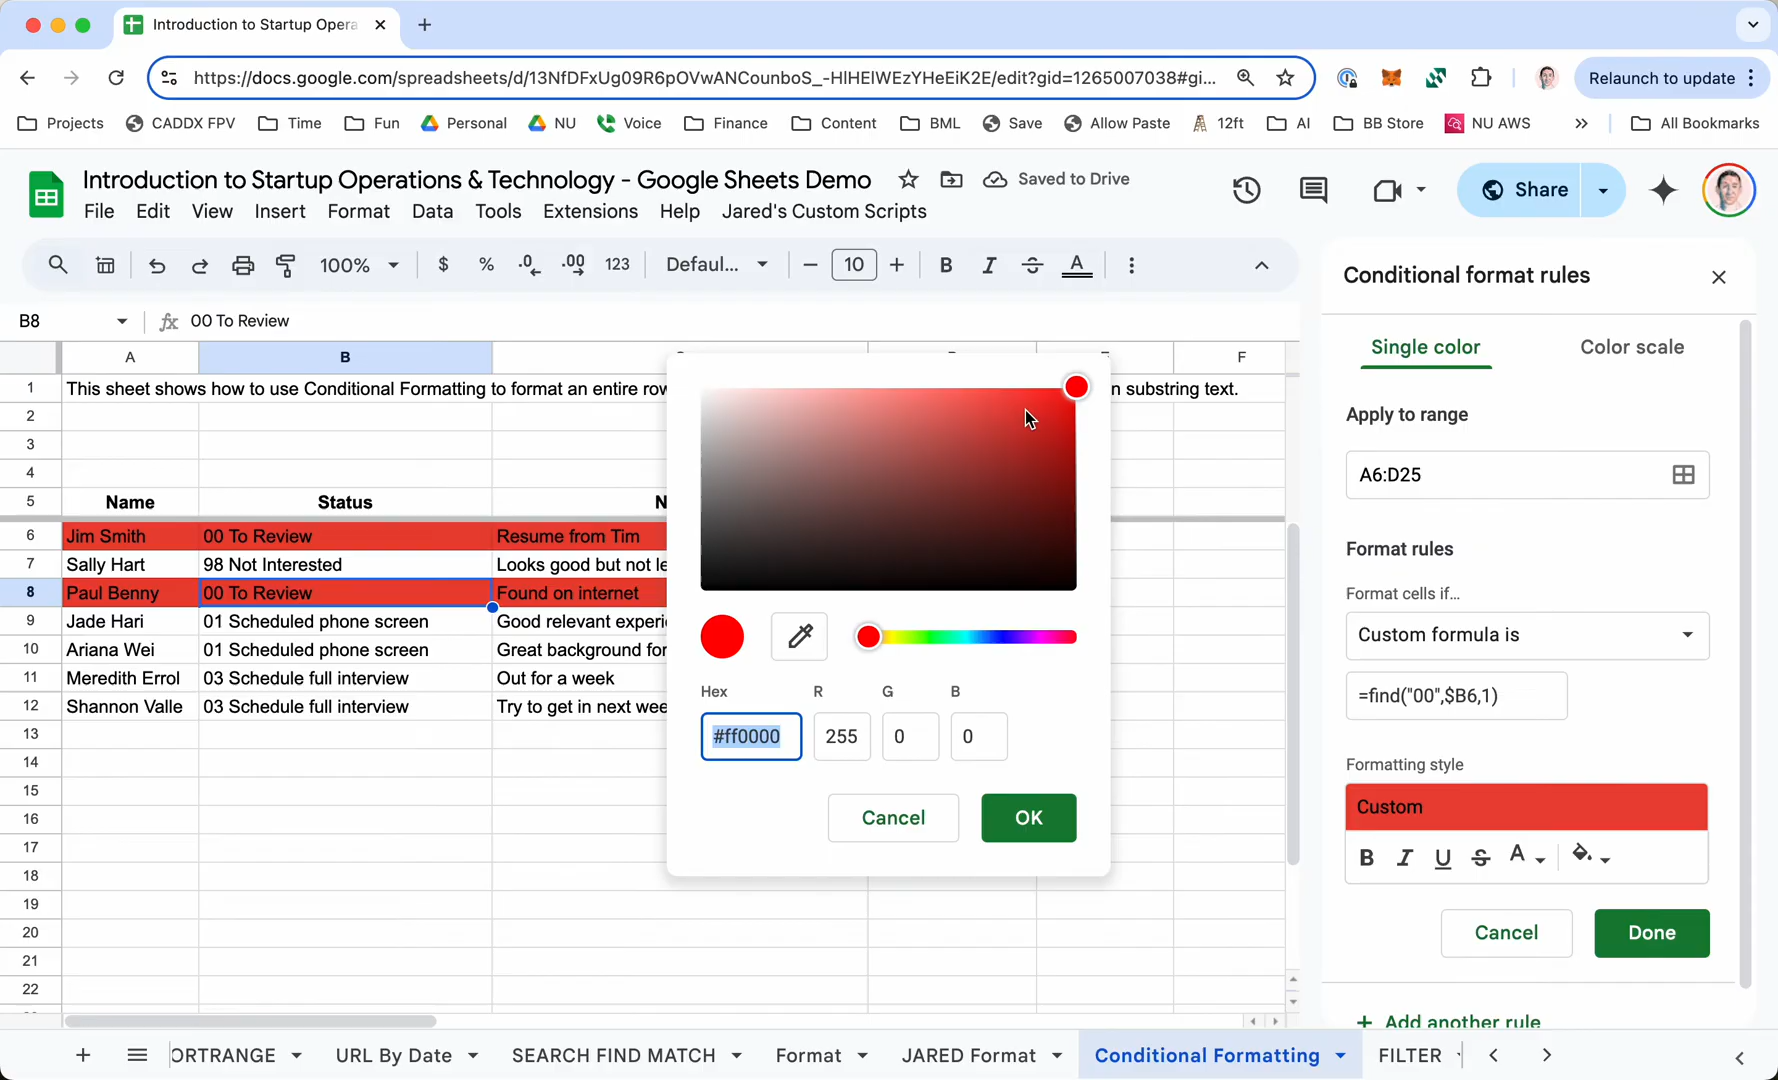 Introduction to Startup Opera
https://docs.google.com/spreadsheets/d/13NfDFxUg09R6pOVwANCounboS_-HlHElWEzYHeEiK2E/edit?gid=1265007038#gi...
Relaunch to update
Projects CADDX FPV Time Fun Personal NU Voice Finance Content BML Save Allow Paste 12ft AI BB Store NU AWS All Bookmarks
Introduction to Startup Operations & Technology - Google Sheets Demo Saved to Drive
File Edit View Insert Format Data Tools Extensions Help Jared's Custom Scripts
Share
100% $ % .0 .00 123 Defaul... 10 B I S A
B8 fx 00 To Review
A B F
1 This sheet shows how to use Conditional Formatting to format an entire row n substring text.
2
3
4
5 Name Status N
6 Jim Smith 00 To Review Resume from Tim
7 Sally Hart 98 Not Interested Looks good but not le
8 Paul Benny 00 To Review Found on internet
9 Jade Hari 01 Scheduled phone screen Good relevant experi
10 Ariana Wei 01 Scheduled phone screen Great background for
11 Meredith Errol 03 Schedule full interview Out for a week
12 Shannon Valle 03 Schedule full interview Try to get in next wee
13
14
15
16
17
18
19
20
21
22
Hex R G B
#ff0000 255 0 0
Cancel OK
Conditional format rules
Single color Color scale
Apply to range
A6:D25
Format rules
Format cells if…
Custom formula is
=find("00",$B6,1)
Formatting style
Custom
B I U S A
Cancel Done
+ Add another rule
+ ORTRANGE URL By Date SEARCH FIND MATCH Format JARED Format Conditional Formatting FILTER